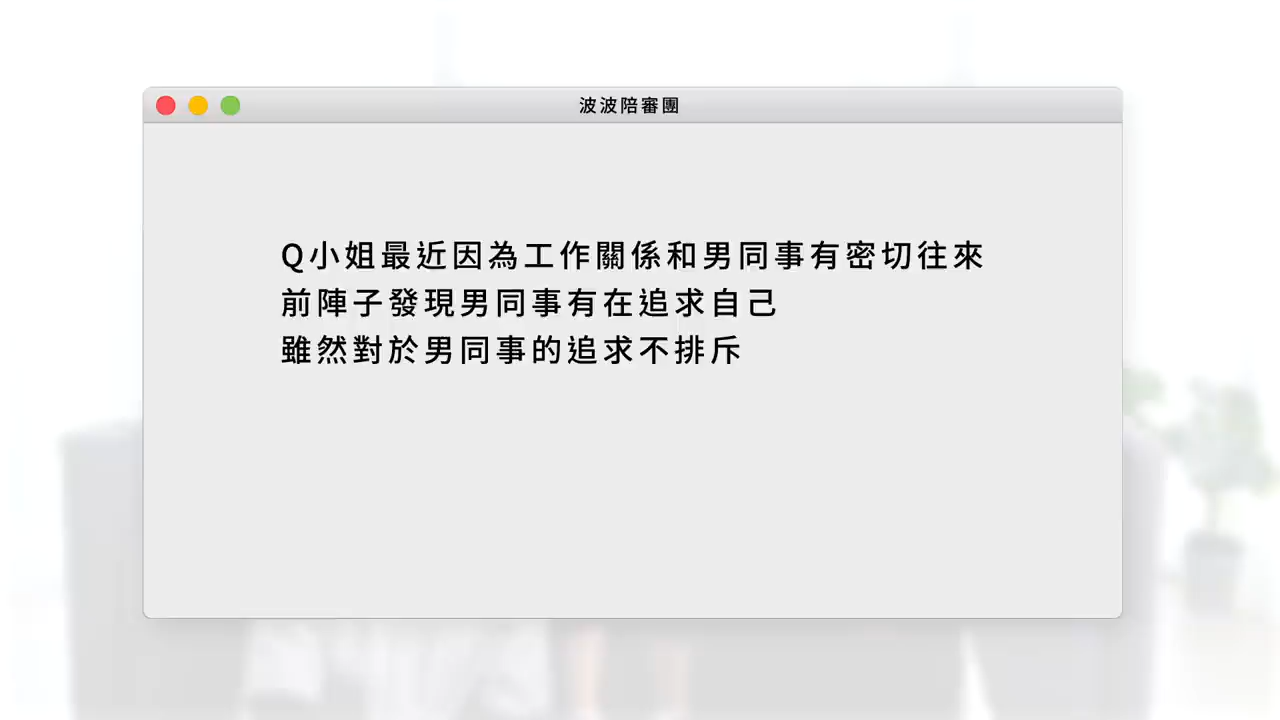 波波陪審團
Q小姐最近因為工作關係和男同事有密切往來
前陣子發現男同事有在追求自己
雖然對於男同事的追求不排斥